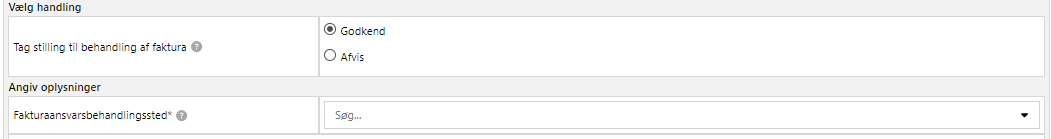 Vælg handling
Tag stilling til behandling af faktura ?
Godkend
Afvis
Angiv oplysninger
Fakturaansvarsbehandlingssted* ?
Søg...